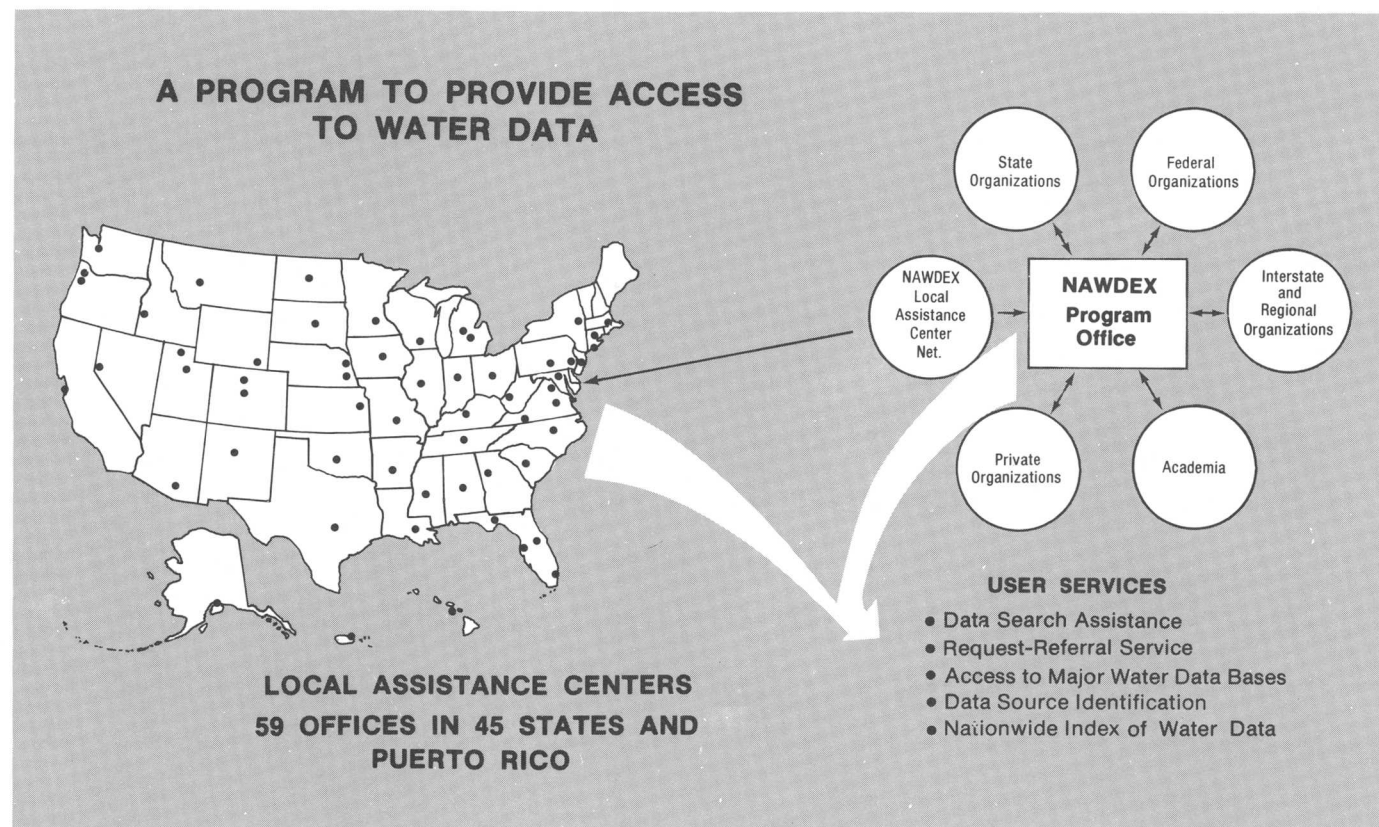 A PROGRAM TO PROVIDE ACCESS
TO WATER DATA
LOCAL ASSISTANCE CENTERS
59 OFFICES IN 45 STATES AND
PUERTO RICO
State
Organizations
Federal
Organizations
NAWDEX
Local
Assistance
Center
Net.
NAWDEX
Program
Office
Interstate
and
Regional
Organizations
Private
Organizations
Academia
USER SERVICES
• Data Search Assistance
• Request-Referral Service
• Access to Major Water Data Bases
• Data Source Identification
• Nationwide Index of Water Data